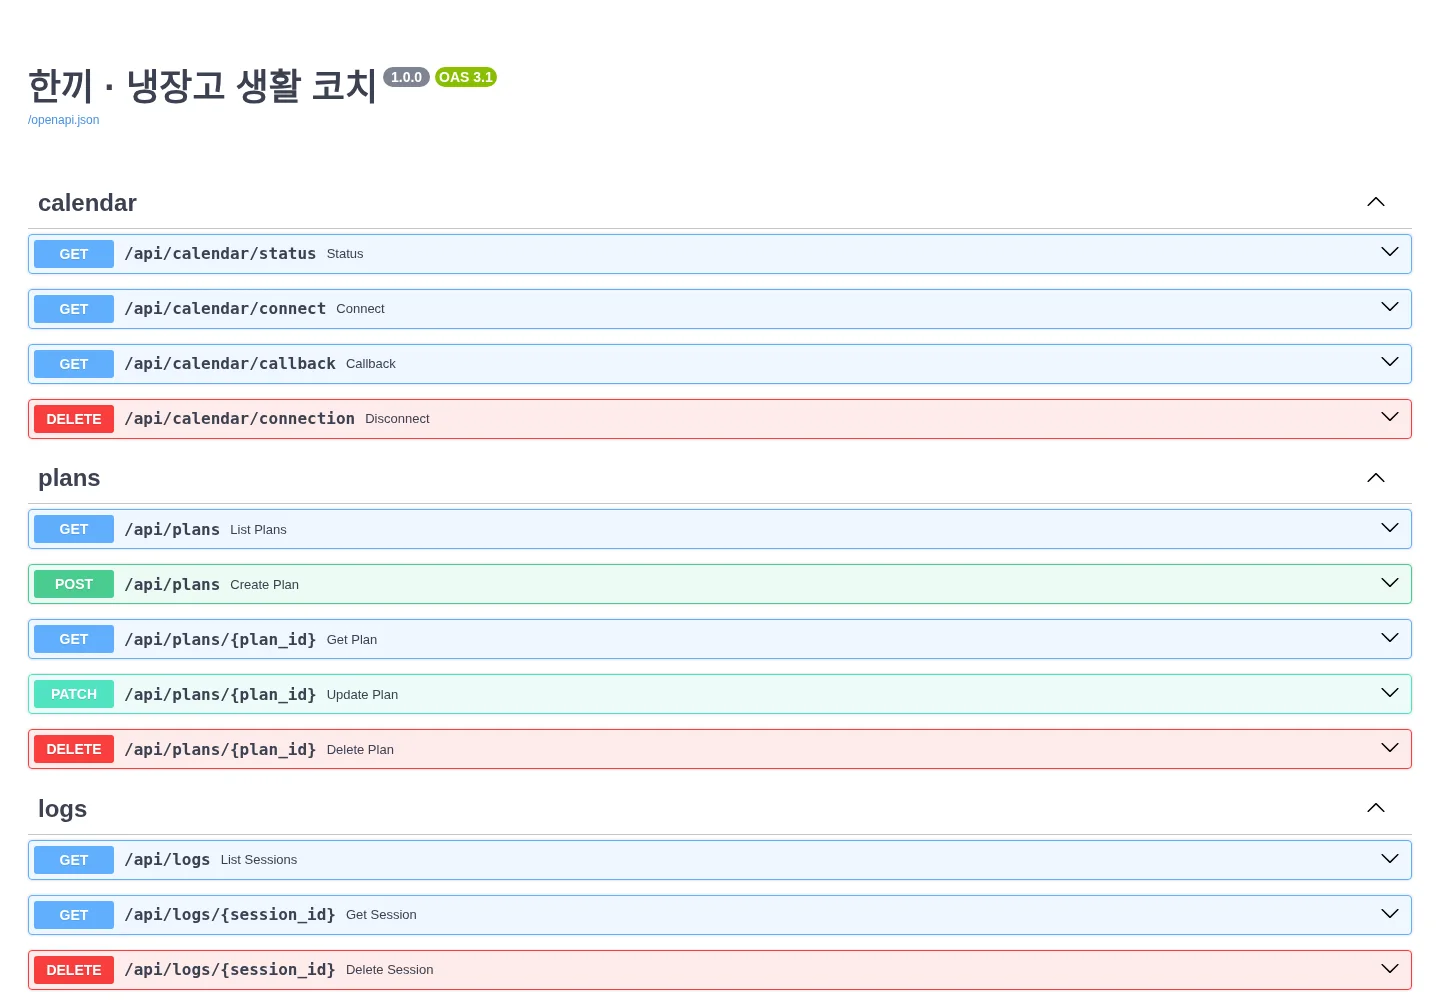 한끼 · 냉장고 생활 코치 1.0.0 OAS 3.1
/openapi.json
calendar
GET /api/calendar/status Status
GET /api/calendar/connect Connect
GET /api/calendar/callback Callback
DELETE /api/calendar/connection Disconnect
plans
GET /api/plans List Plans
POST /api/plans Create Plan
GET /api/plans/{plan_id} Get Plan
PATCH /api/plans/{plan_id} Update Plan
DELETE /api/plans/{plan_id} Delete Plan
logs
GET /api/logs List Sessions
GET /api/logs/{session_id} Get Session
DELETE /api/logs/{session_id} Delete Session